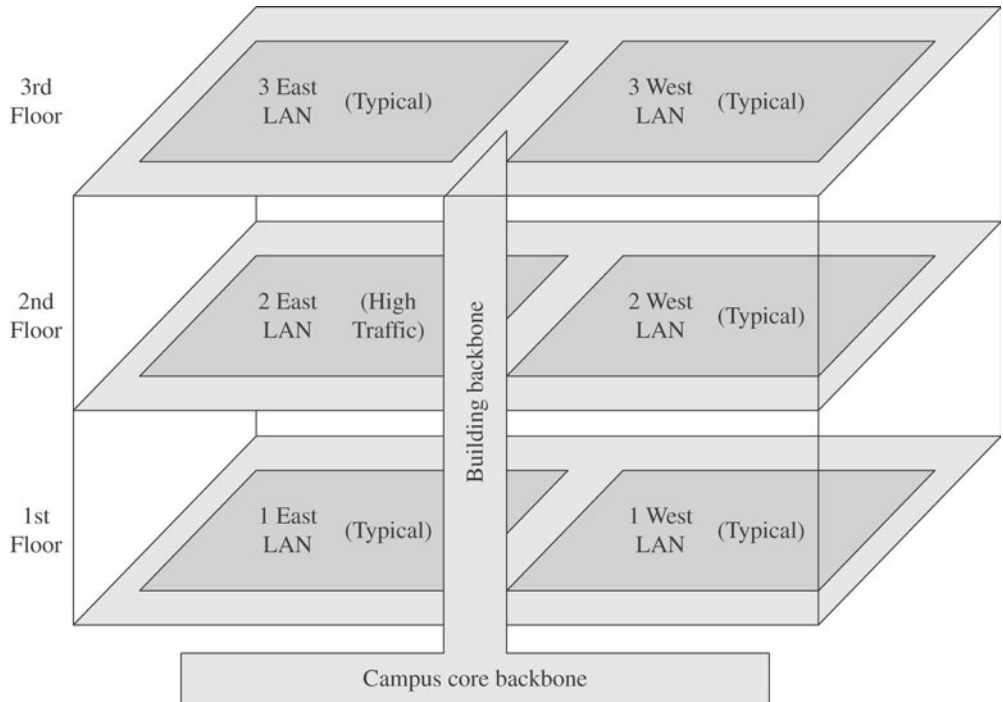 3rd
Floor
3 East
LAN
(Typical)
3 West
LAN
(Typical)
2nd
Floor
2 East
LAN
(High
Traffic)
2 West
LAN
(Typical)
Building backbone
1st
Floor
1 East
LAN
(Typical)
1 West
LAN
(Typical)
Campus core backbone